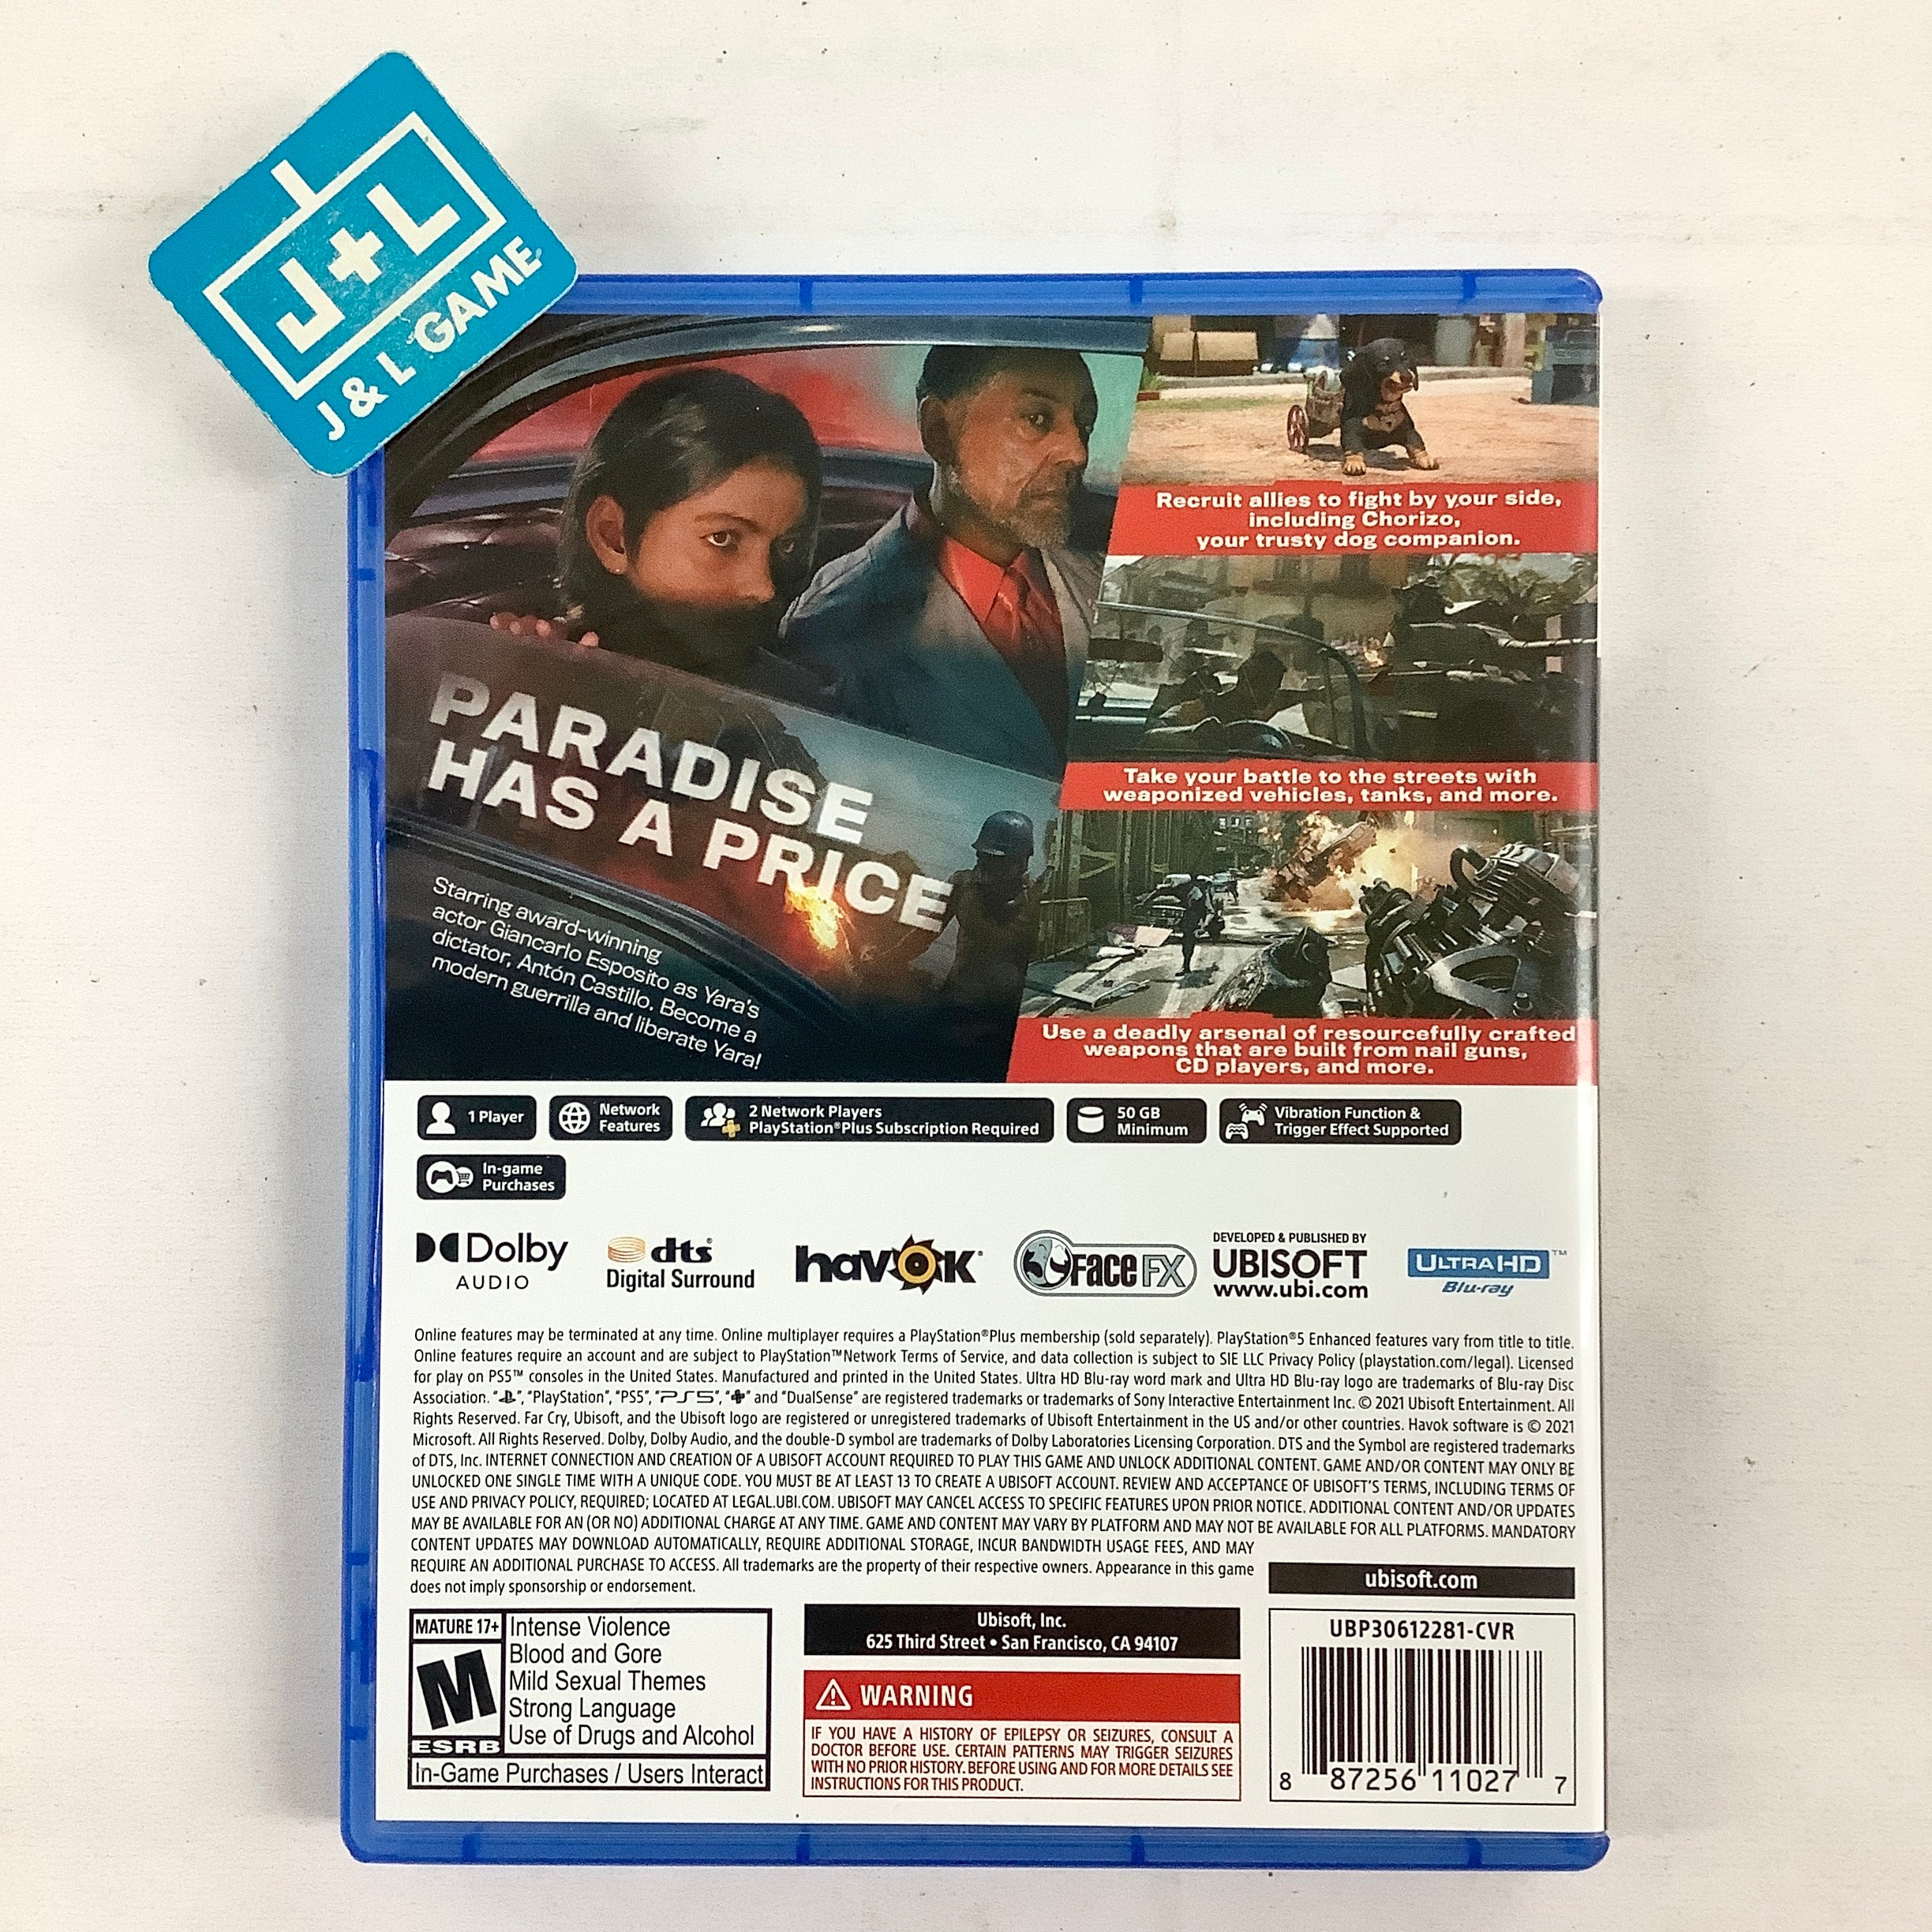 J+L
J & L GAME
PARADISE
HAS A PRICE
Starring award-winning
actor Giancarlo Esposito as Yara's
dictator, Antón Castillo. Become a
modern guerrilla and liberate Yara!
Recruit allies to fight by your side,
including Chorizo,
your trusty dog companion.
Take your battle to the streets with
weaponized vehicles, tanks, and more.
Use a deadly arsenal of resourcefully crafted
weapons that are built from nail guns,
CD players, and more.
1 Player
Network
Features
2 Network Players
PlayStation®Plus Subscription Required
50 GB
Minimum
Vibration Function &
Trigger Effect Supported
In-game
Purchases
Dolby
AUDIO
dts®
Digital Surround
havok®
FaceFX
DEVELOPED & PUBLISHED BY
UBISOFT
www.ubi.com
ULTRA HD™
Blu-ray
Online features may be terminated at any time. Online multiplayer requires a PlayStation®Plus membership (sold separately). PlayStation®5 Enhanced features vary from title to title.
Online features require an account and are subject to PlayStation™Network Terms of Service, and data collection is subject to SIE LLC Privacy Policy (playstation.com/legal). Licensed
for play on PS5™ consoles in the United States. Manufactured and printed in the United States. Ultra HD Blu-ray word mark and Ultra HD Blu-ray logo are trademarks of Blu-ray Disc
Association. "PS", "PlayStation", "PS5", "PS5", "+" and "DualSense" are registered trademarks or trademarks of Sony Interactive Entertainment Inc. © 2021 Ubisoft Entertainment. All
Rights Reserved. Far Cry, Ubisoft, and the Ubisoft logo are registered or unregistered trademarks of Ubisoft Entertainment in the US and/or other countries. Havok software is © 2021
Microsoft. All Rights Reserved. Dolby, Dolby Audio, and the double-D symbol are trademarks of Dolby Laboratories Licensing Corporation. DTS and the Symbol are registered trademarks
of DTS, Inc. INTERNET CONNECTION AND CREATION OF A UBISOFT ACCOUNT REQUIRED TO PLAY THIS GAME AND UNLOCK ADDITIONAL CONTENT. GAME AND/OR CONTENT MAY ONLY BE
UNLOCKED ONE SINGLE TIME WITH A UNIQUE CODE. YOU MUST BE AT LEAST 13 TO CREATE A UBISOFT ACCOUNT. REVIEW AND ACCEPTANCE OF UBISOFT'S TERMS, INCLUDING TERMS OF
USE AND PRIVACY POLICY, REQUIRED; LOCATED AT LEGAL.UBI.COM. UBISOFT MAY CANCEL ACCESS TO SPECIFIC FEATURES UPON PRIOR NOTICE. ADDITIONAL CONTENT AND/OR UPDATES
MAY BE AVAILABLE FOR AN (OR NO) ADDITIONAL CHARGE AT ANY TIME. GAME AND CONTENT MAY VARY BY PLATFORM AND MAY NOT BE AVAILABLE FOR ALL PLATFORMS. MANDATORY
CONTENT UPDATES MAY DOWNLOAD AUTOMATICALLY, REQUIRE ADDITIONAL STORAGE, INCUR BANDWIDTH USAGE FEES, AND MAY
REQUIRE AN ADDITIONAL PURCHASE TO ACCESS. All trademarks are the property of their respective owners. Appearance in this game
does not imply sponsorship or endorsement.
ubisoft.com
MATURE 17+
M
ESRB
Intense Violence
Blood and Gore
Mild Sexual Themes
Strong Language
Use of Drugs and Alcohol
In-Game Purchases / Users Interact
Ubisoft, Inc.
625 Third Street • San Francisco, CA 94107
WARNING
IF YOU HAVE A HISTORY OF EPILEPSY OR SEIZURES, CONSULT A
DOCTOR BEFORE USE. CERTAIN PATTERNS MAY TRIGGER SEIZURES
WITH NO PRIOR HISTORY. BEFORE USING AND FOR MORE DETAILS SEE
INSTRUCTIONS FOR THIS PRODUCT.
UBP30612281-CVR
8 87256 11027 7